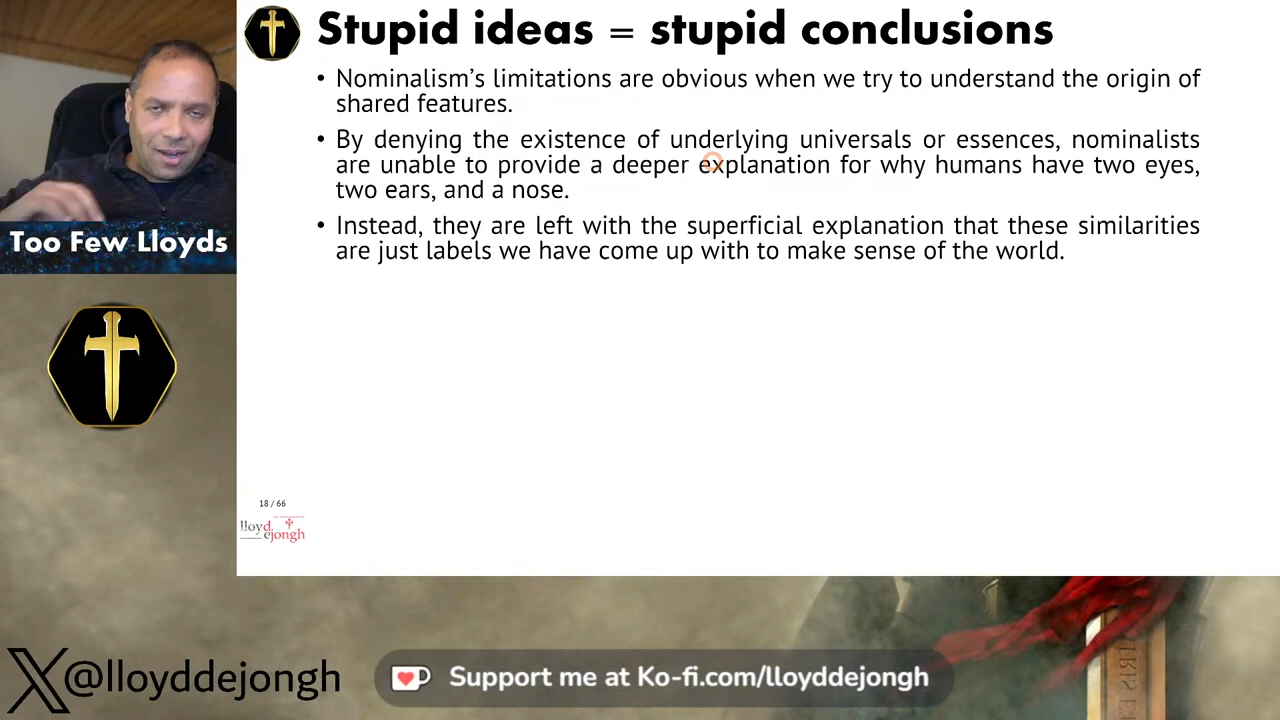 Stupid ideas = stupid conclusions
• Nominalism's limitations are obvious when we try to understand the origin of
shared features.
• By denying the existence of underlying universals or essences, nominalists
are unable to provide a deeper explanation for why humans have two eyes,
two ears, and a nose.
• Instead, they are left with the superficial explanation that these similarities
are just labels we have come up with to make sense of the world.
Too Few Lloyds
18 / 66
lloyd
ejongh
X@lloyddejongh
Support me at Ko-fi.com/lloyddejongh